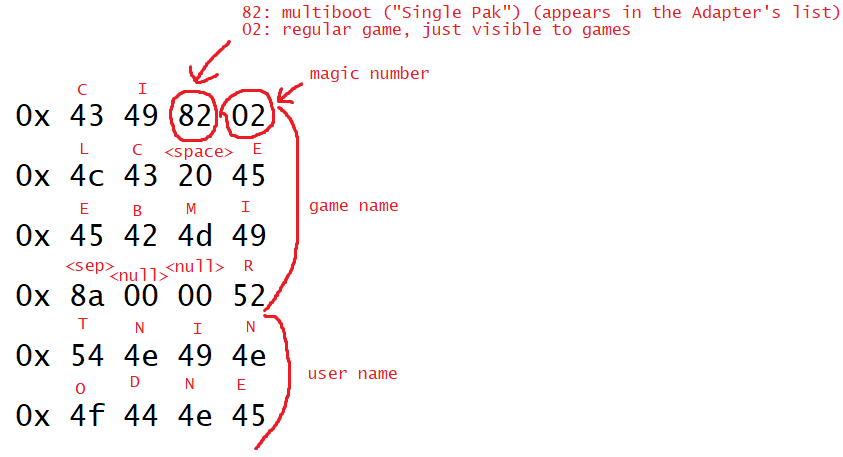 82: multiboot ("Single Pak") (appears in the Adapter's list)
02: regular game, just visible to games
magic number
C I
0x 43 49 82 02
L C <space> E
0x 4c 43 20 45
E B M I
0x 45 42 4d 49
game name
<sep> <null> <null> R
0x 8a 00 00 52
T N I N
0x 54 4e 49 4e
user name
O D N E
0x 4f 44 4e 45